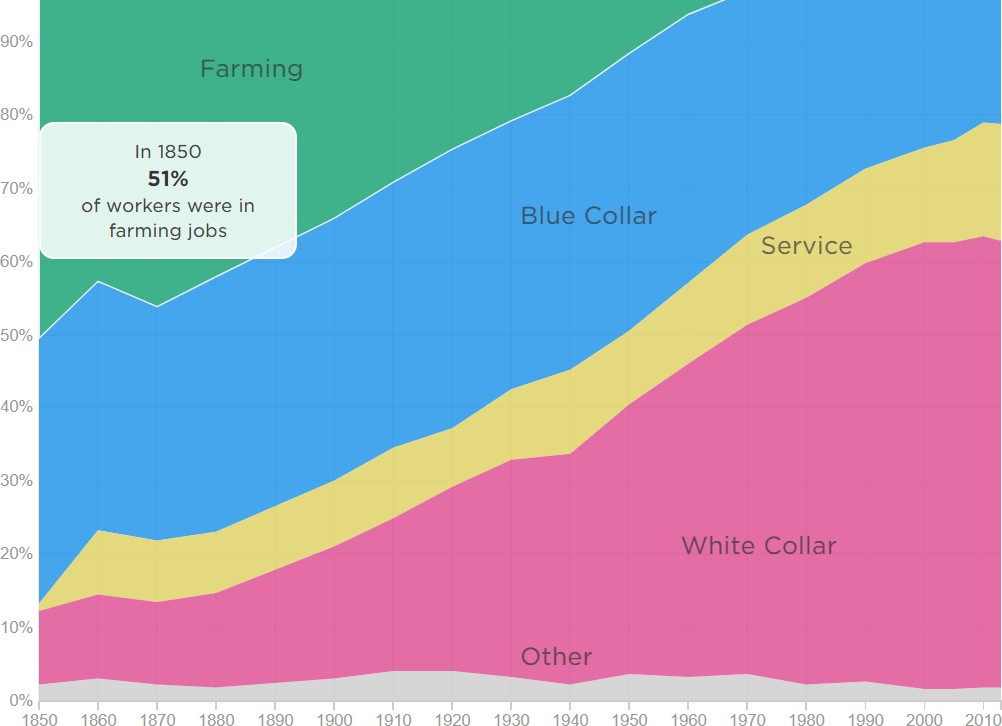 90%
Farming
80%
In 1850
51%
of workers were in
farming jobs
70%
Blue Collar
Service
60%
50%
40%
30%
20%
White Collar
10%
Other
0%
1850 1860 1870 1880 1890 1900 1910 1920 1930 1940 1950 1960 1970 1980 1990 2000 2010